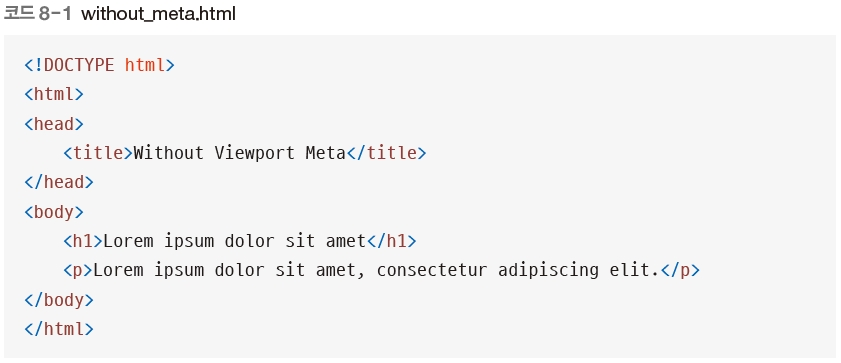 코드 8-1 without_meta.html
<!DOCTYPE html>
<html>
<head>
    <title>Without Viewport Meta</title>
</head>
<body>
    <h1>Lorem ipsum dolor sit amet</h1>
    <p>Lorem ipsum dolor sit amet, consectetur adipiscing elit.</p>
</body>
</html>